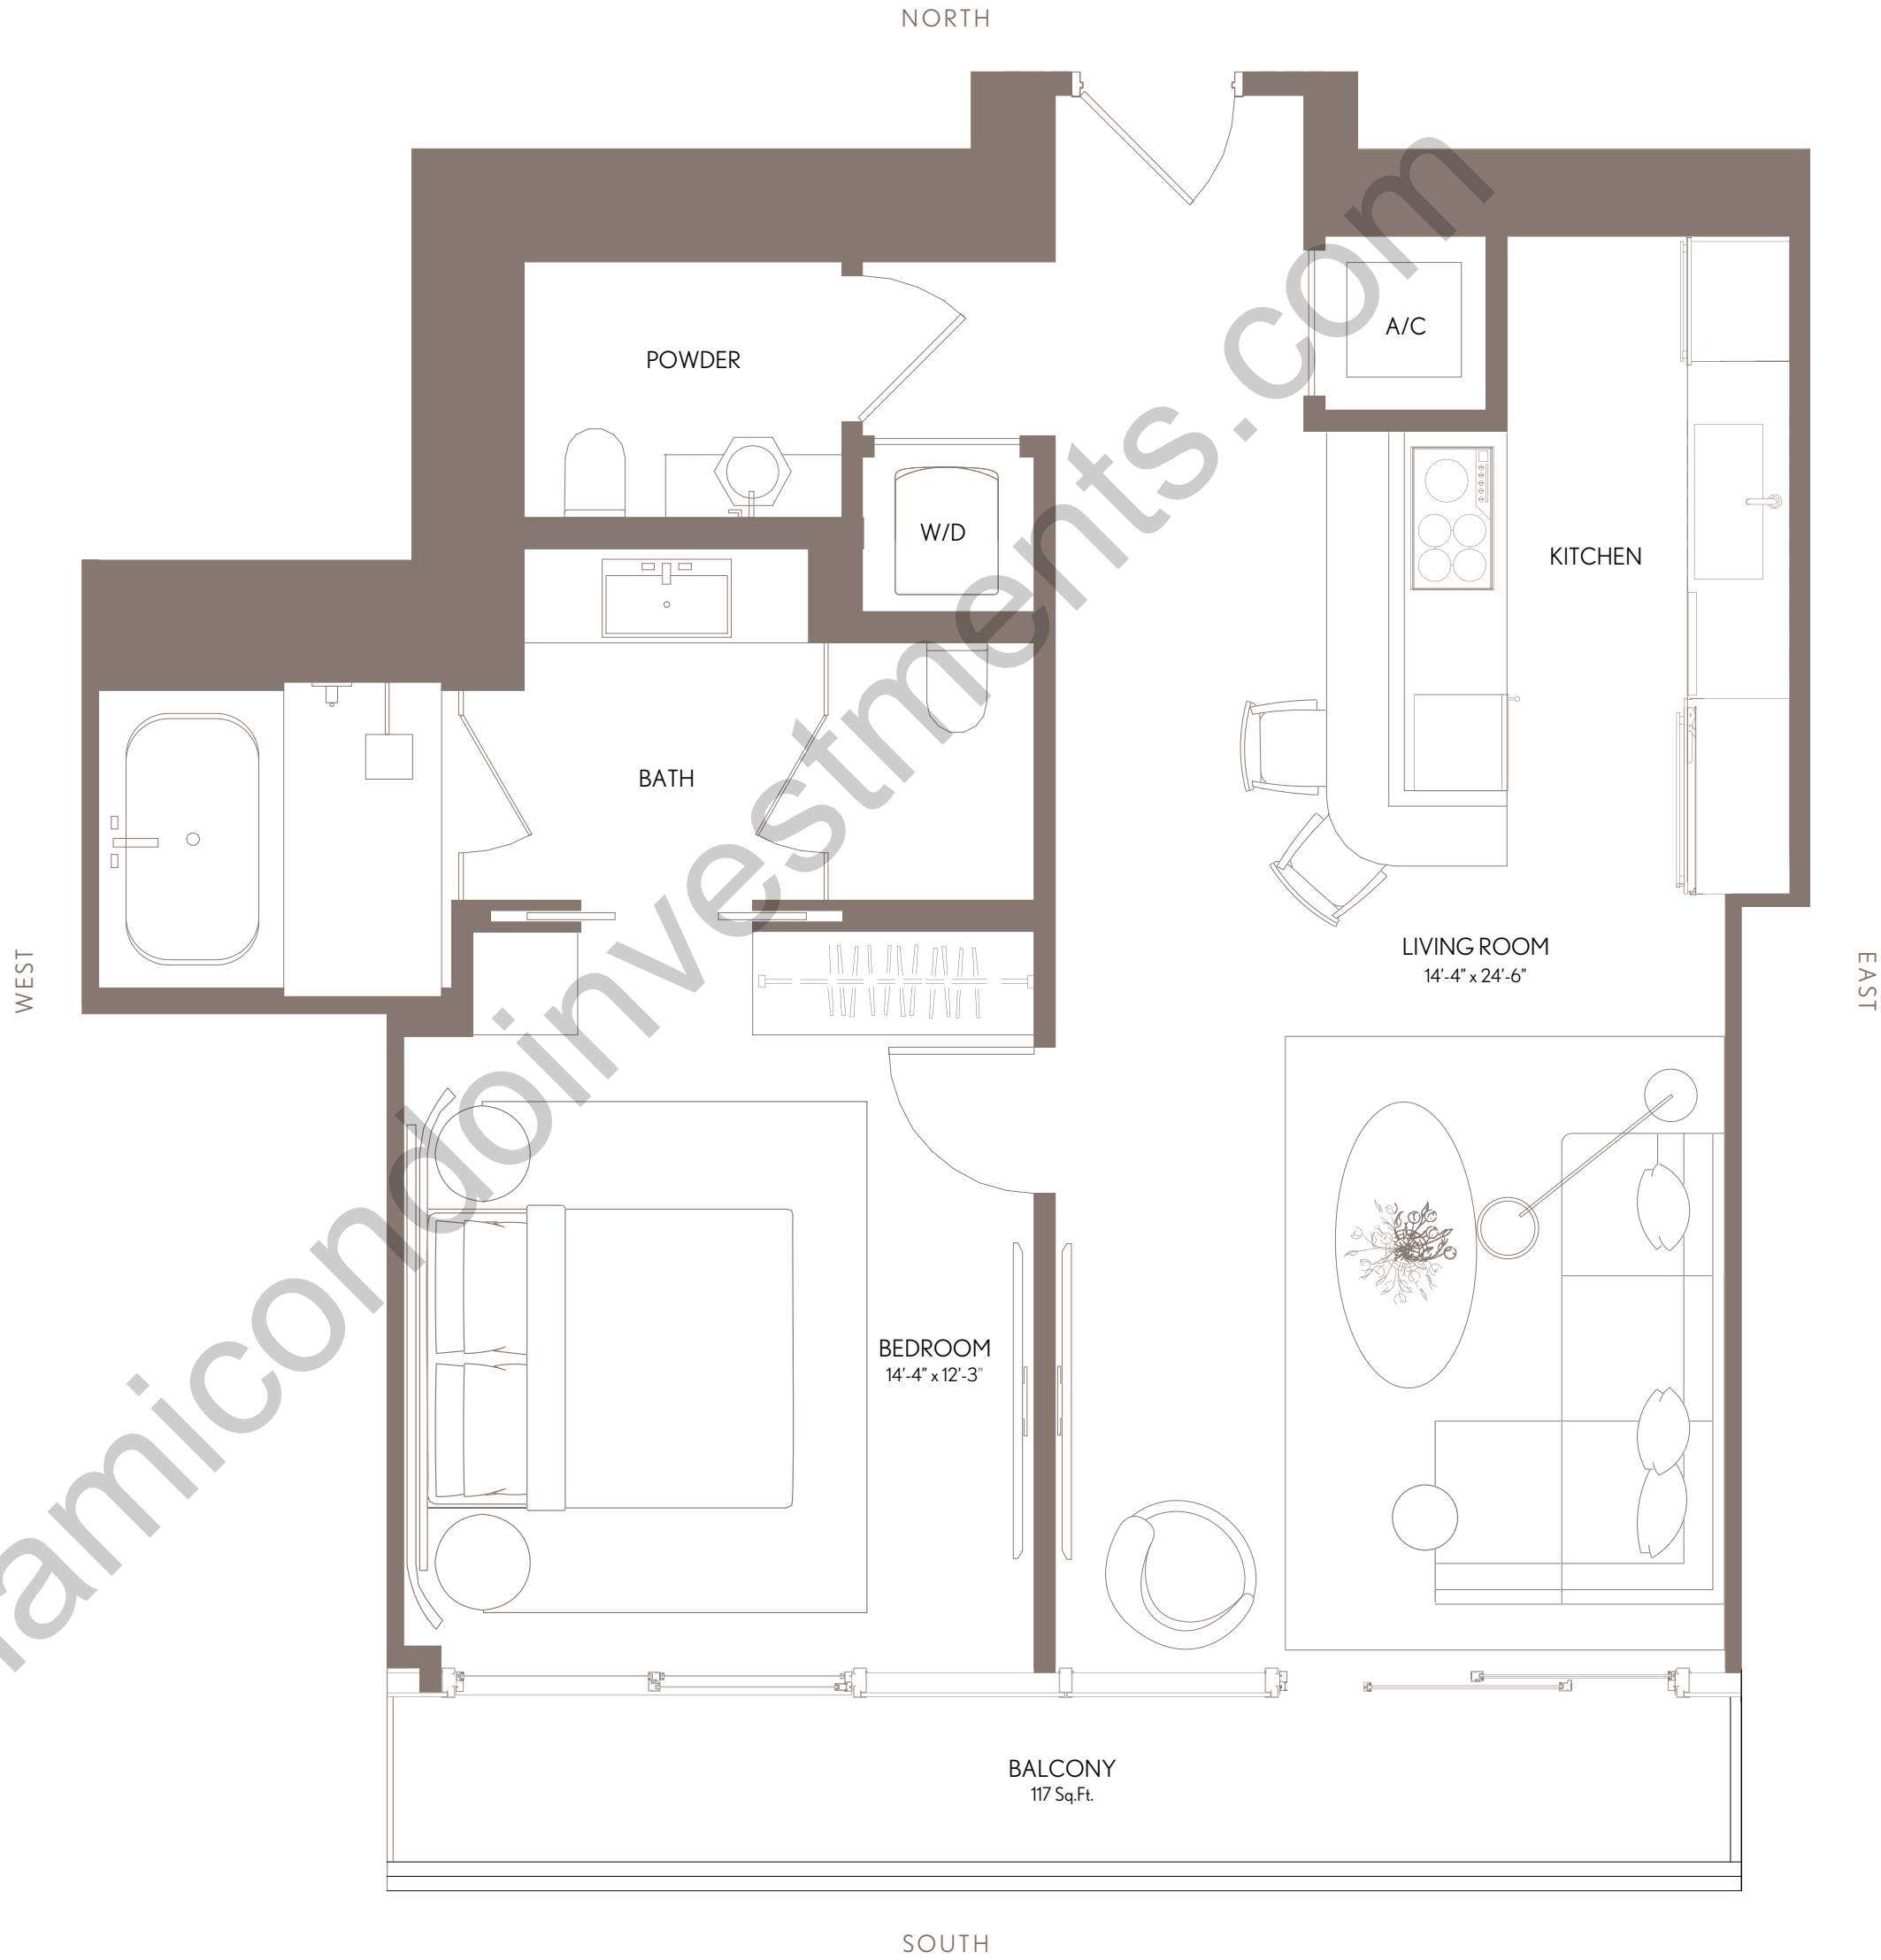 NORTH
A/C
POWDER
W/D
KITCHEN
BATH
LIVING ROOM
14'-4" x 24'-6"
WEST
EAST
BEDROOM
14'-4" x 12'-3"
BALCONY
117 Sq.Ft.
SOUTH
amicondoinvestments.com